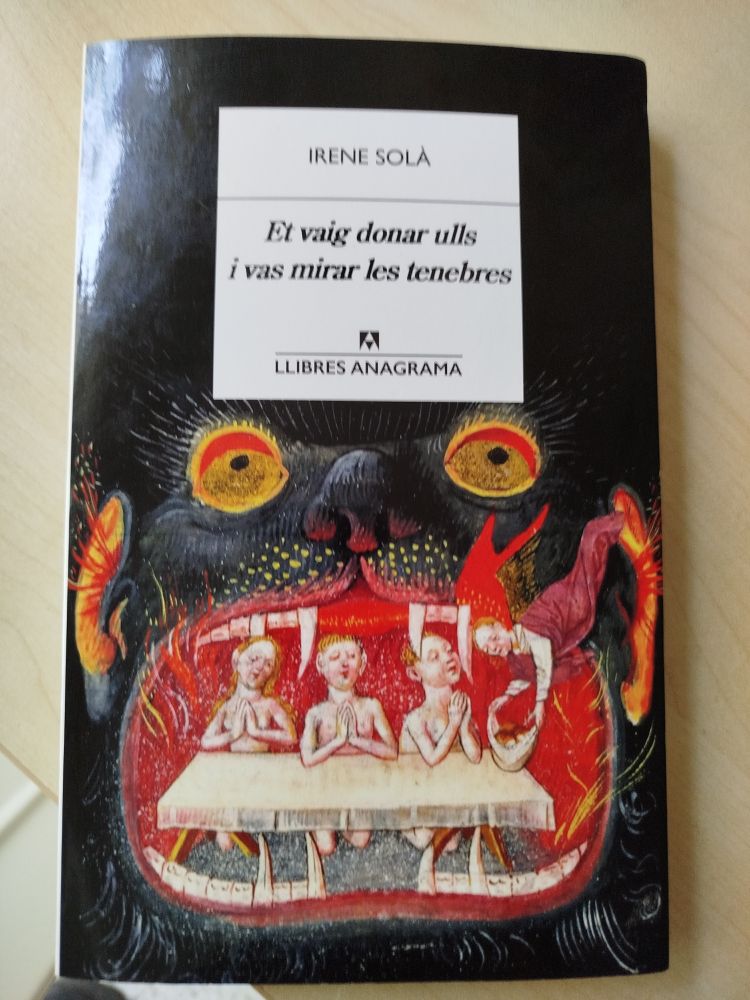 IRENE SOLÀ
Et vaig donar ulls
i vas mirar les tenebres
LLIBRES ANAGRAMA